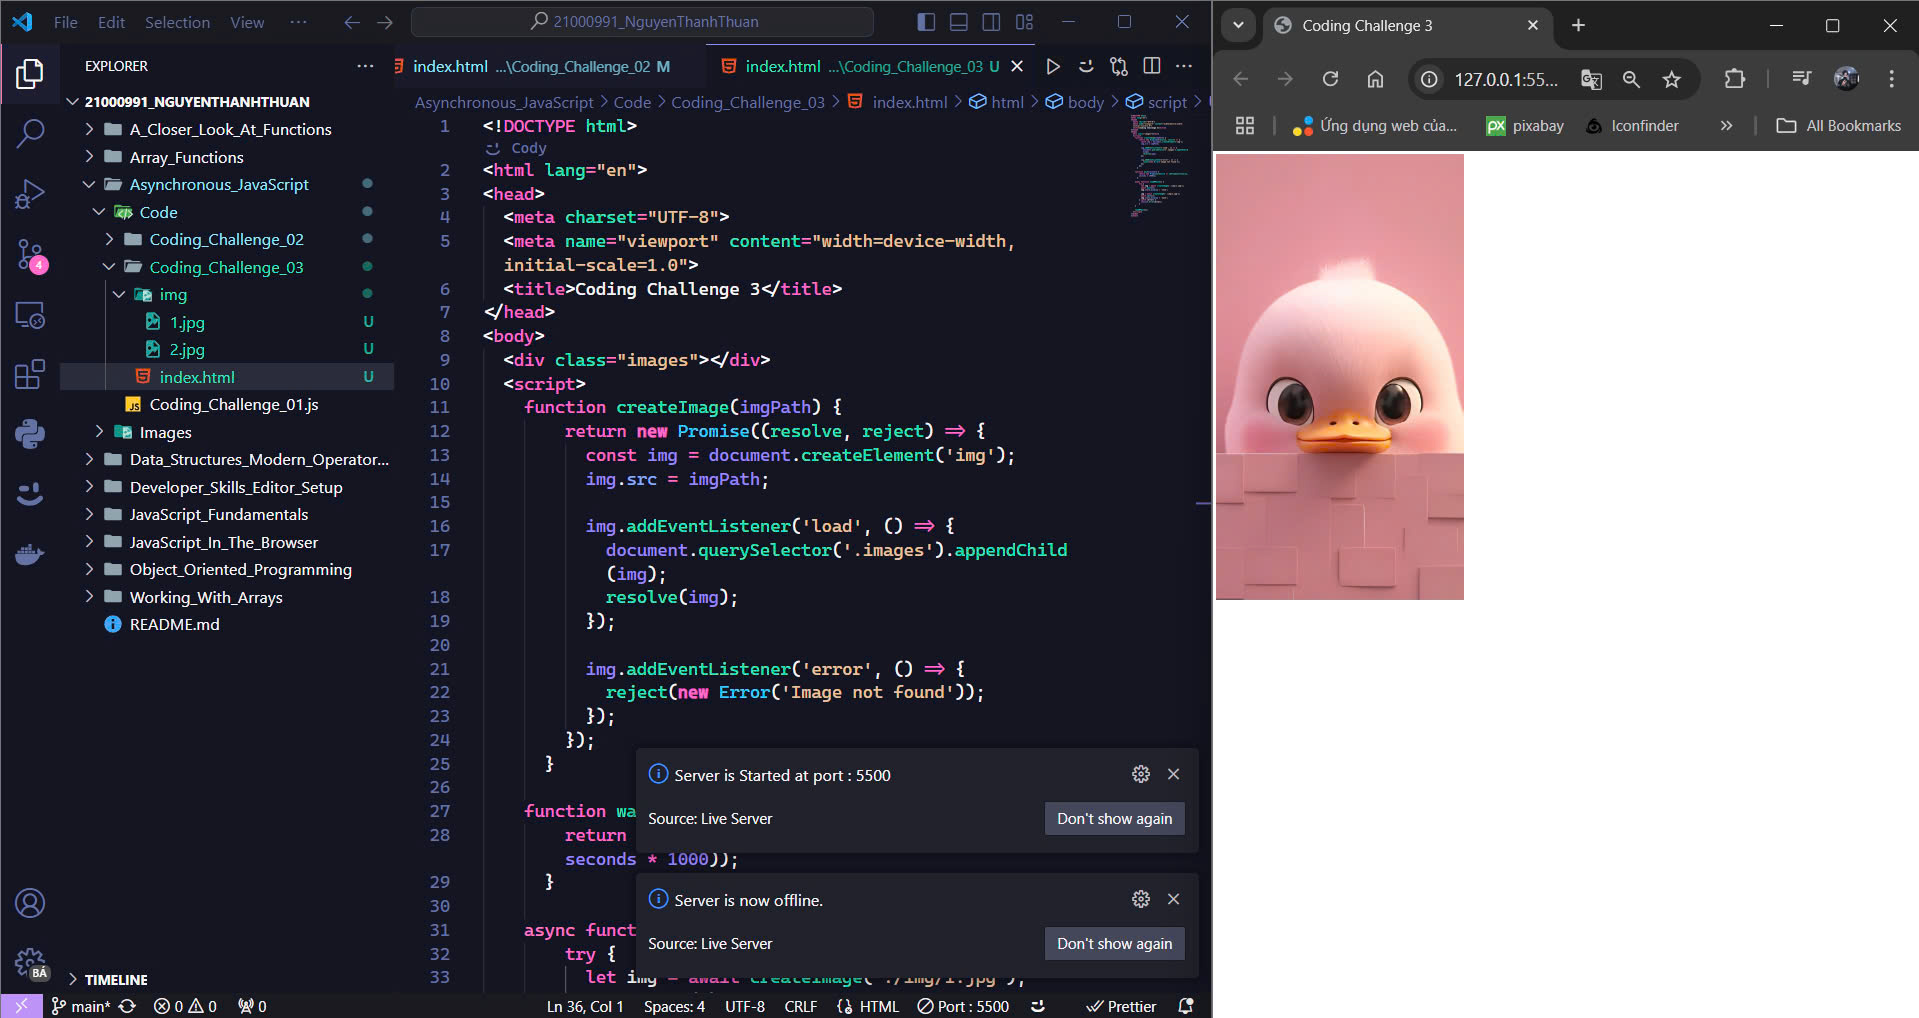 File Edit Selection View ···
21000991_NguyenThanhThuan
EXPLORER
21000991_NGUYENTHANHTHUAN
A_Closer_Look_At_Functions
Array_Functions
Asynchronous_JavaScript
Code
Coding_Challenge_02
Coding_Challenge_03
img
1.jpg U
2.jpg U
index.html U
JS Coding_Challenge_01.js
Images
Data_Structures_Modern_Operator...
Developer_Skills_Editor_Setup
JavaScript_Fundamentals
JavaScript_In_The_Browser
Object_Oriented_Programming
Working_With_Arrays
README.md
4
BÁ
TIMELINE
index.html ...\Coding_Challenge_02 M
index.html ...\Coding_Challenge_03 U
Asynchronous_JavaScript > Code > Coding_Challenge_03 > index.html > html > body > script >
1 <!DOCTYPE html>
Cody
2 <html lang="en">
3 <head>
4 <meta charset="UTF-8">
5 <meta name="viewport" content="width=device-width,
initial-scale=1.0">
6 <title>Coding Challenge 3</title>
7 </head>
8 <body>
9 <div class="images"></div>
10 <script>
11 function createImage(imgPath) {
12 return new Promise((resolve, reject) => {
13 const img = document.createElement('img');
14 img.src = imgPath;
15
16 img.addEventListener('load', () => {
17 document.querySelector('.images').appendChild
(img);
18 resolve(img);
19 });
20
21 img.addEventListener('error', () => {
22 reject(new Error('Image not found'));
23 });
24 });
25 }
26
27 function wa
28 return
seconds * 1000));
29 }
30
31 async funct
32 try {
33 let img = await createImage('./img/1.jpg');
Server is Started at port : 5500
Source: Live Server
Don't show again
Server is now offline.
Source: Live Server
Don't show again
main* 0 0 0
Ln 36, Col 1 Spaces: 4 UTF-8 CRLF HTML Port : 5500 Prettier
Coding Challenge 3
127.0.0.1:55...
Ứng dụng web của... px pixabay Iconfinder » All Bookmarks